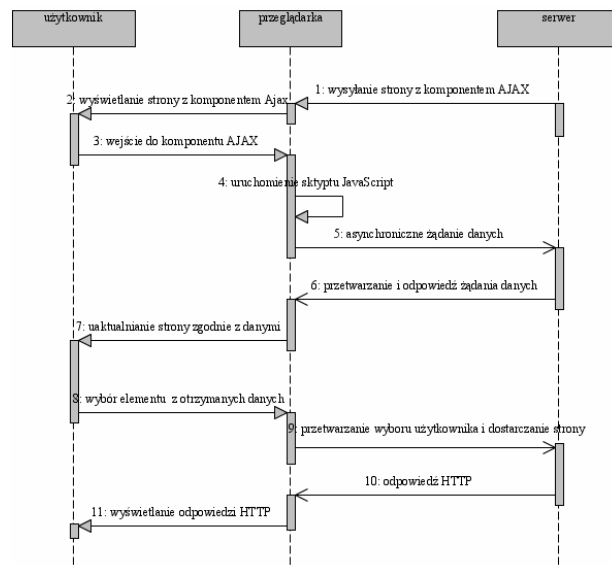 użytkownik
przeglądarka
serwer
1: wysyłanie strony z komponentem AJAX
2: wyświetlanie strony z komponentem Ajax
3: wejście do komponentu AJAX
4: uruchomienie sktyptu JavaScript
5: asynchroniczne żądanie danych
6: przetwarzanie i odpowiedź żądania danych
7: uaktualnianie strony zgodnie z danymi
8: wybór elementu z otrzymanych danych
9: przetwarzanie wyboru użytkownika i dostarczanie strony
10: odpowiedź HTTP
11: wyświetlanie odpowiedzi HTTP